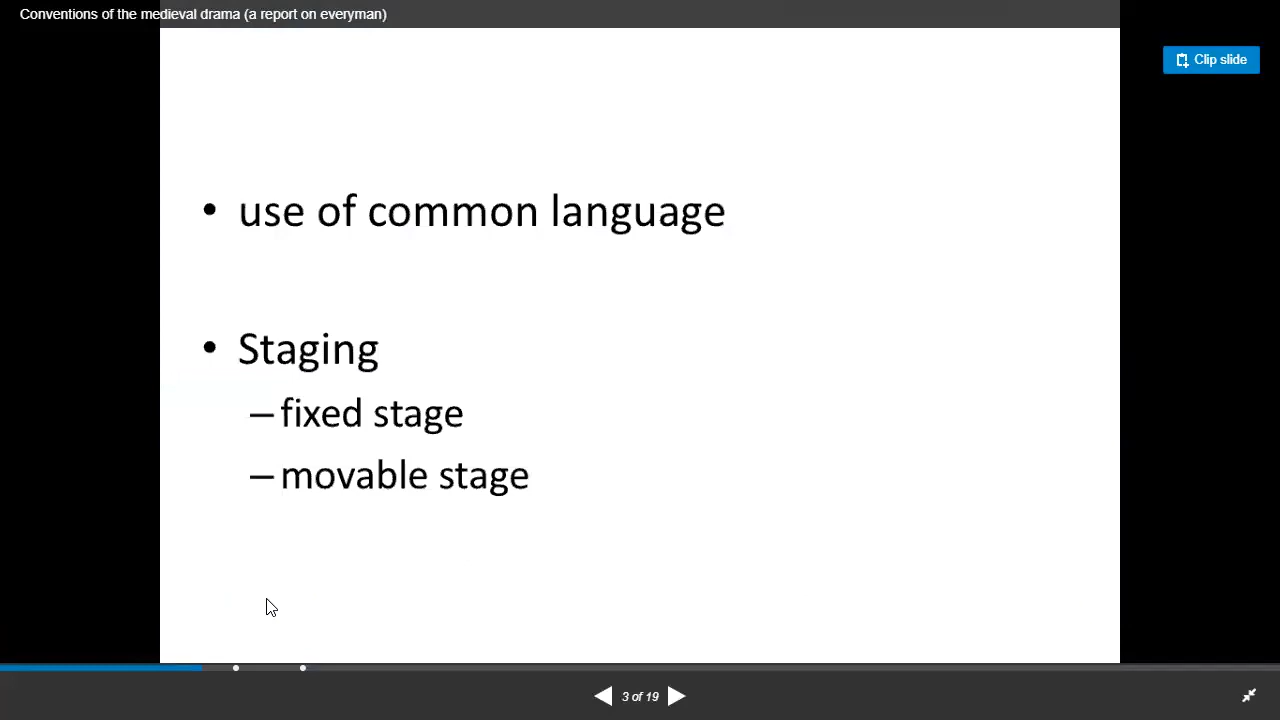 Conventions of the medieval drama (a report on everyman)
Clip slide
• use of common language
• Staging
– fixed stage
– movable stage
3 of 19